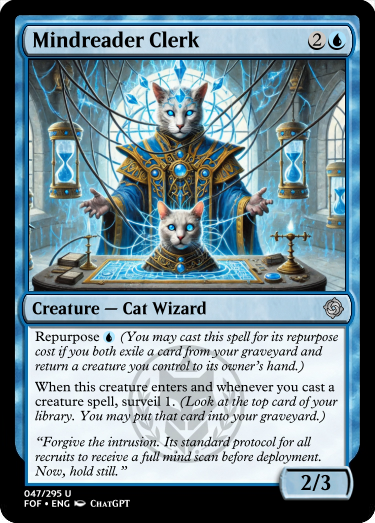 Mindreader Clerk 2
Creature — Cat Wizard
Repurpose (You may cast this spell for its repurpose
cost if you both exile a card from your graveyard and
return a creature you control to its owner's hand.)
When this creature enters and whenever you cast a
creature spell, surveil 1. (Look at the top card of your
library. You may put that card into your graveyard.)
“Forgive the intrusion. Its standard protocol for all
recruits to receive a full mind scan before deployment.
Now, hold still.”
2/3
047/295 U
FOF • ENG ChatGPT